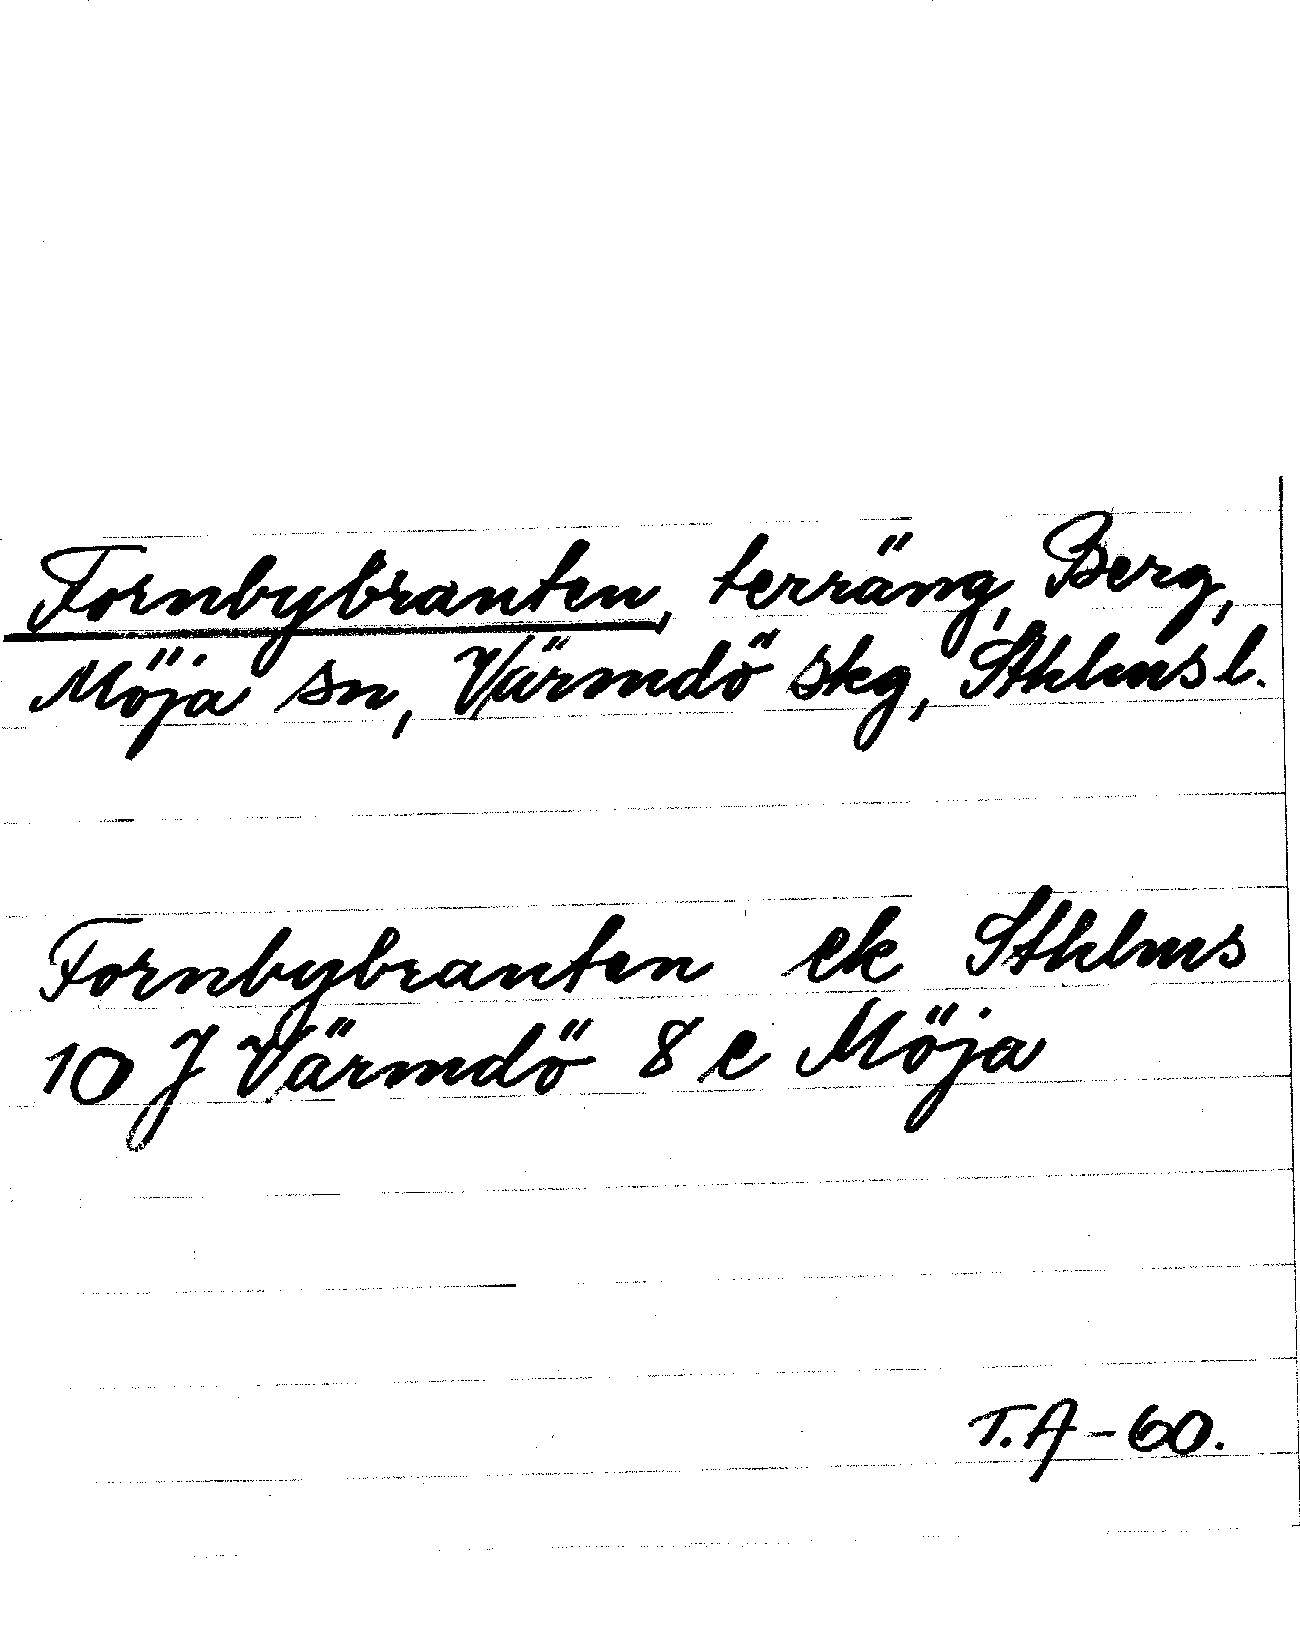 Fornbybranten, terräng, Berg,
Möja sn, Värmdö skg, Sthlms l.
Fornbybranten ek Sthlms
10 J Värmdö 8 e Möja
T.A - 60.